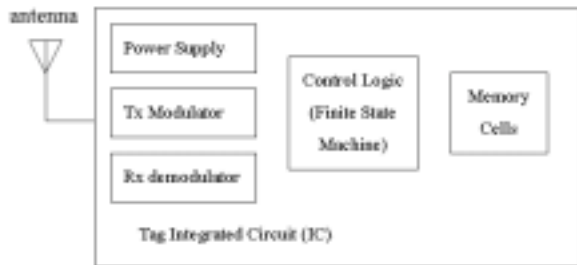 antenna
Power Supply
Tx Modulator
Rx demodulator
Control Logic
(Finite State
Machine)
Memory
Cells
Tag Integrated Circuit (IC)